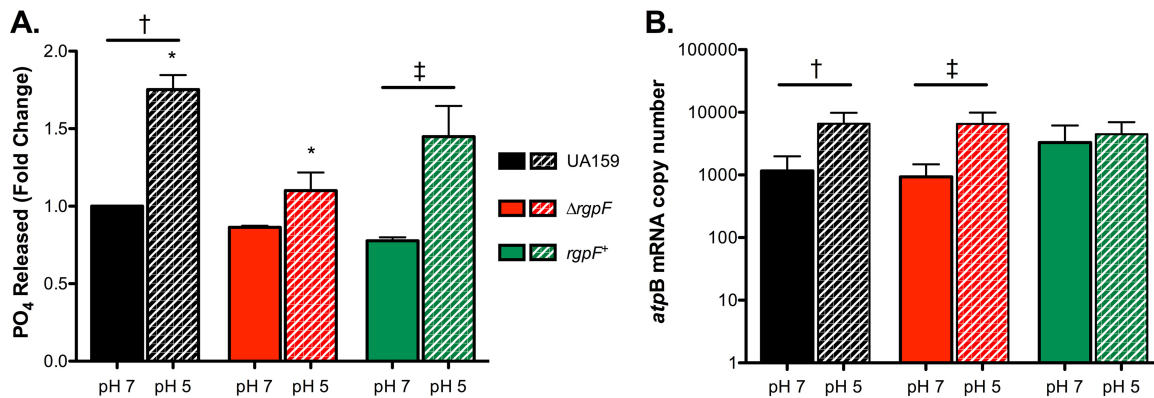 A.
PO4 Released (Fold Change)
2.0
1.5
1.0
0.5
0.0
†
*
*
‡
pH 7 pH 5 pH 7 pH 5 pH 7 pH 5
UA159
ΔrgpF
rgpF+
B.
atpB mRNA copy number
100000
10000
1000
100
10
1
†
‡
pH 7 pH 5 pH 7 pH 5 pH 7 pH 5